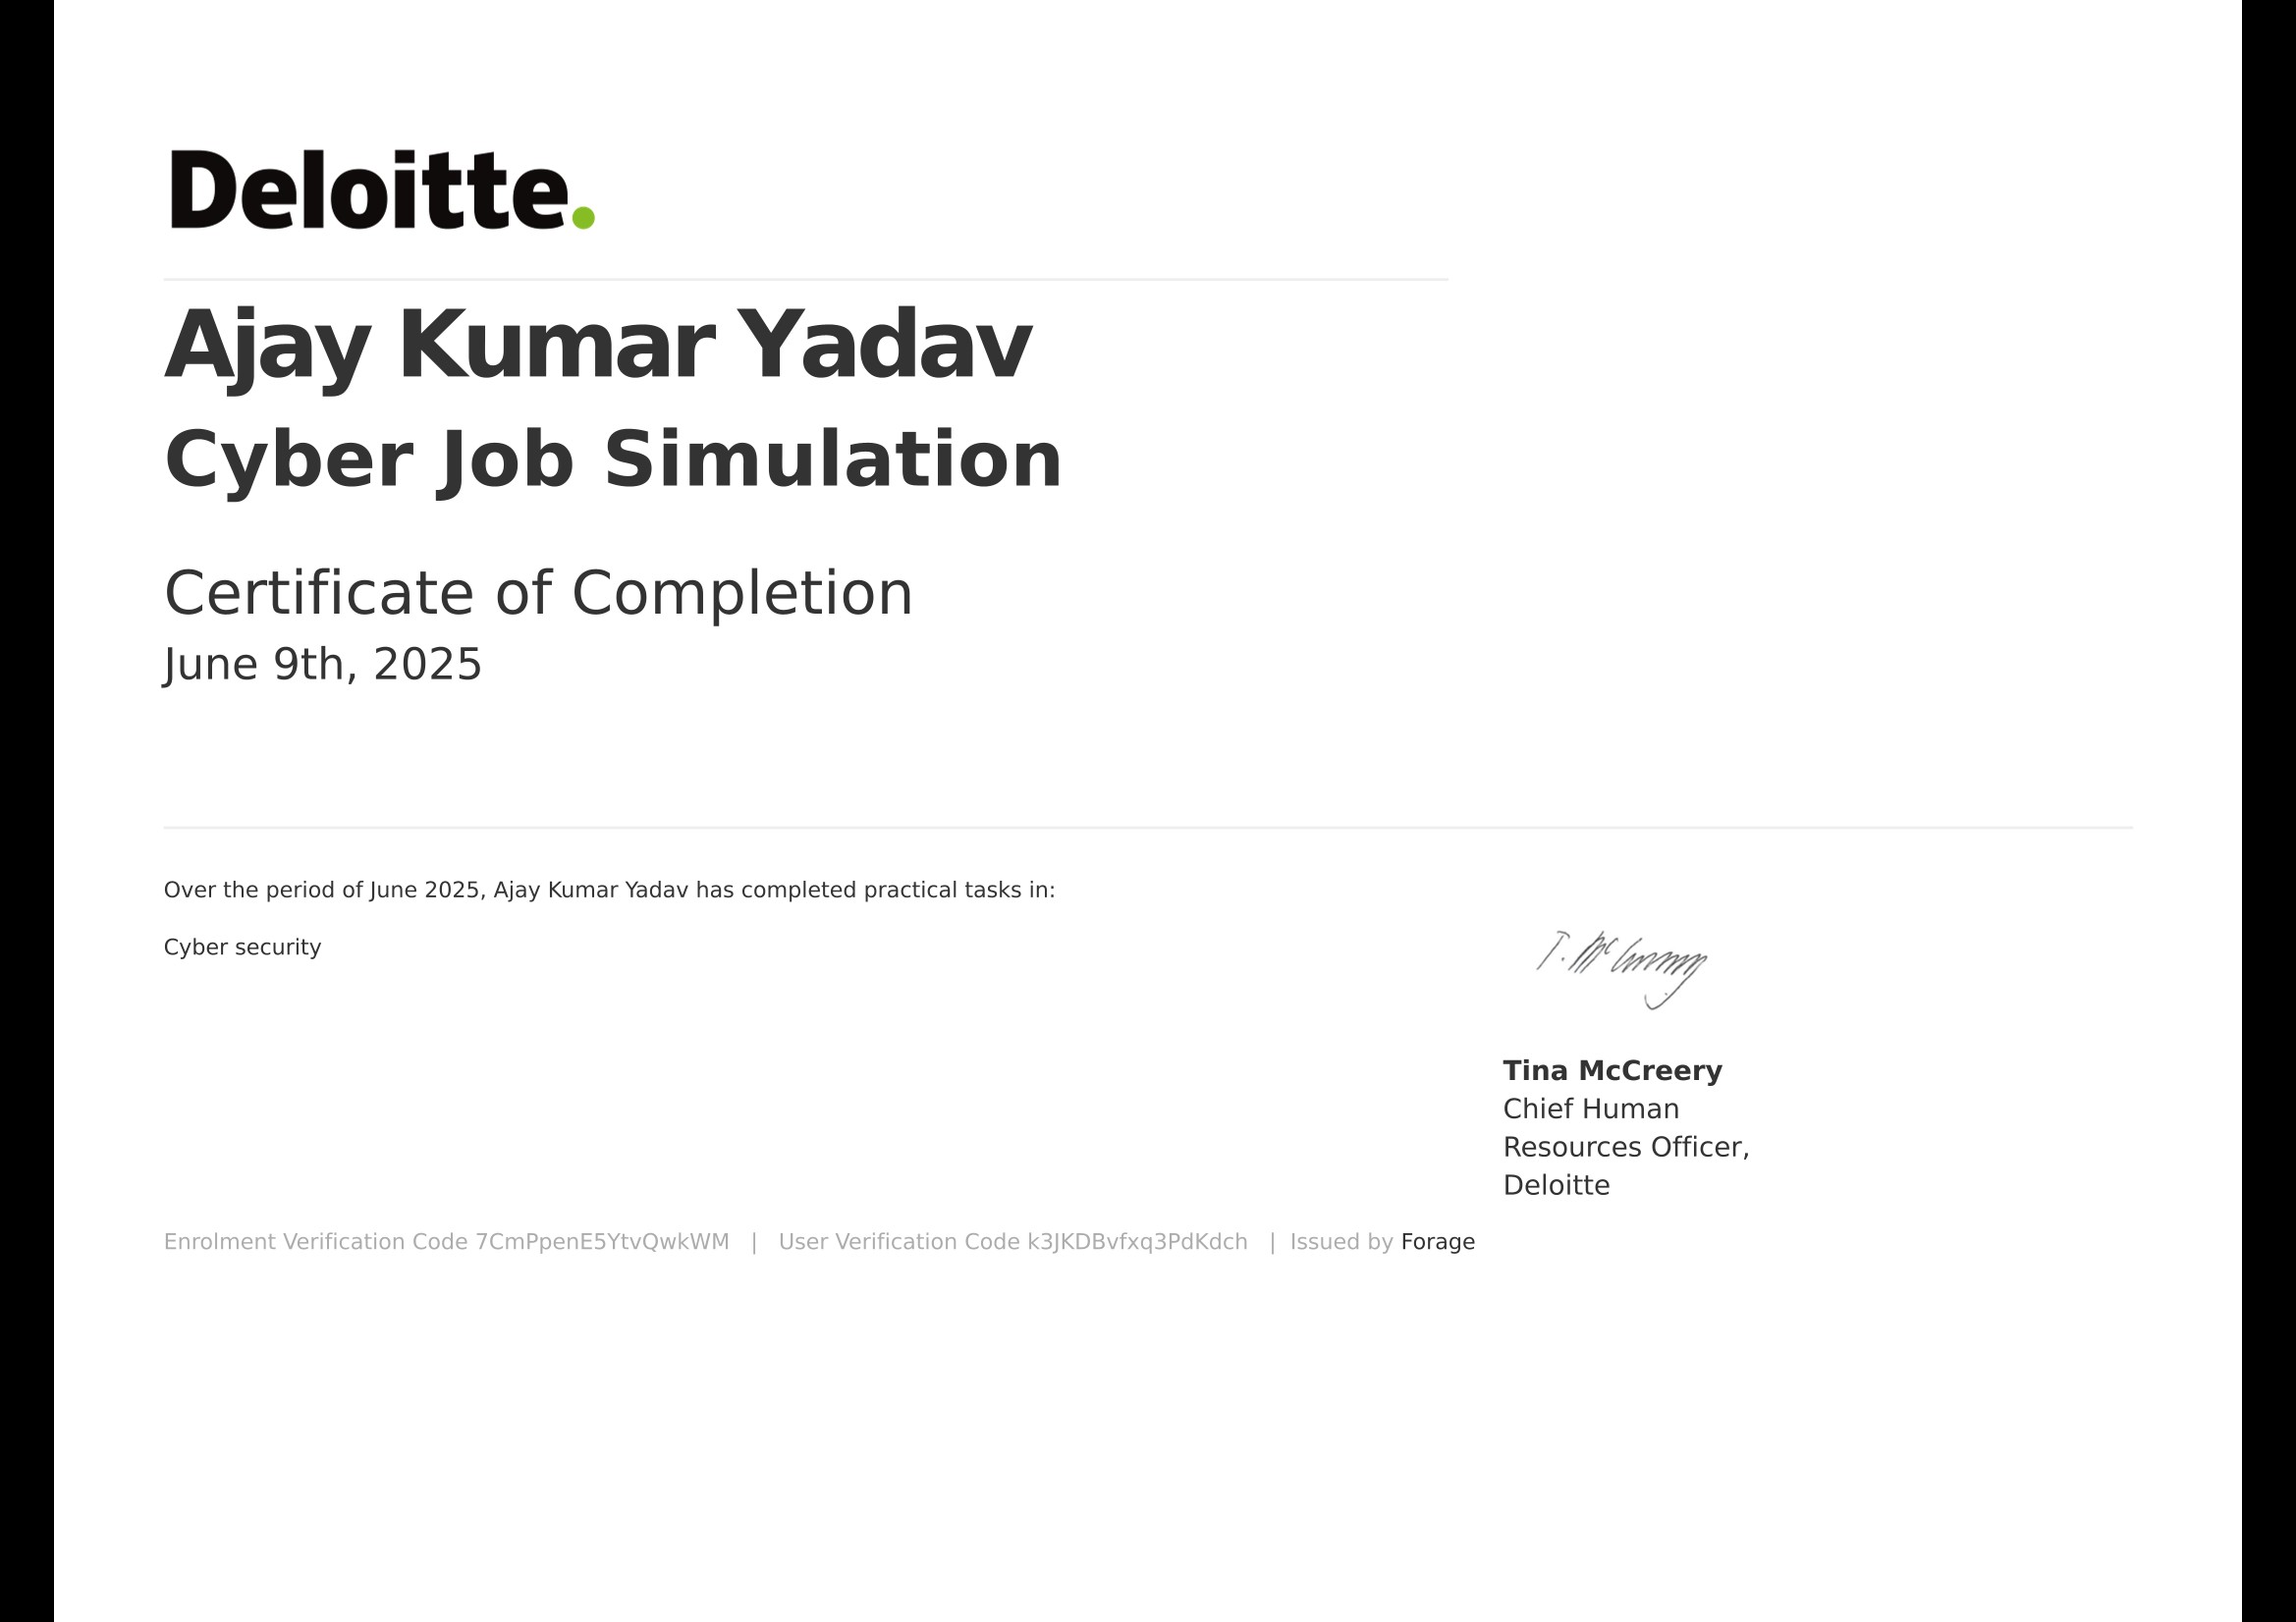 Deloitte.
Ajay Kumar Yadav
Cyber Job Simulation
Certificate of Completion
June 9th, 2025
Over the period of June 2025, Ajay Kumar Yadav has completed practical tasks in:
Cyber security
T. McCreery
Tina McCreery
Chief Human
Resources Officer,
Deloitte
Enrolment Verification Code 7CmPpenE5YtvQwkWM | User Verification Code k3JKDBvfxq3PdKdch | Issued by Forage